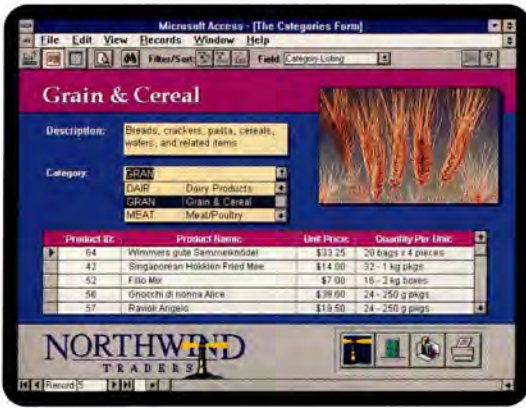 Microsoft Access - [The Categories Form]
File Edit View Records Window Help
Filter/Sort: Field: Category Listing
Grain & Cereal
Description: Breads, crackers, pasta, cereals,
wafers, and related items
Category: GRAN
DAIR Dairy Products
GRAN Grain & Cereal
MEAT Meat/Poultry
Product ID: Product Name: Unit Price: Quantity Per Unit:
64 Wimmers gute Semmelknödel $33.25 20 bags x 4 pieces
42 Singaporean Hokkien Fried Mee $14.00 32 - 1 kg pkgs
52 Filo Mix $7.00 16 - 2 kg boxes
56 Gnocchi di nonna Alice $38.00 24 - 250 g pkgs
57 Ravioli Angelo $19.50 24 - 250 g pkgs
NORTHWIND
TRADERS
Record 5